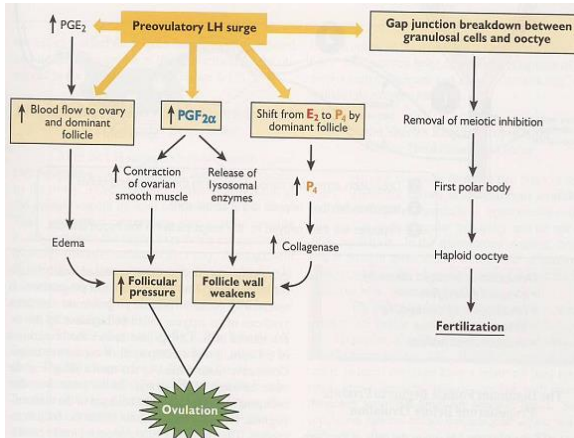 ↑ PGE2
Preovulatory LH surge
Gap junction breakdown between
granulosal cells and ooctye
↑ Blood flow to ovary
and dominant
follicle
↑ PGF2α
Shift from E2 to P4 by
dominant follicle
Removal of meiotic inhibition
↑ Contraction
of ovarian
smooth muscle
Release of
lysosomal
enzymes
↑ P4
First polar body
Edema
↑ Collagenase
Haploid ooctye
↑ Follicular
pressure
Follicle wall
weakens
Fertilization
Ovulation